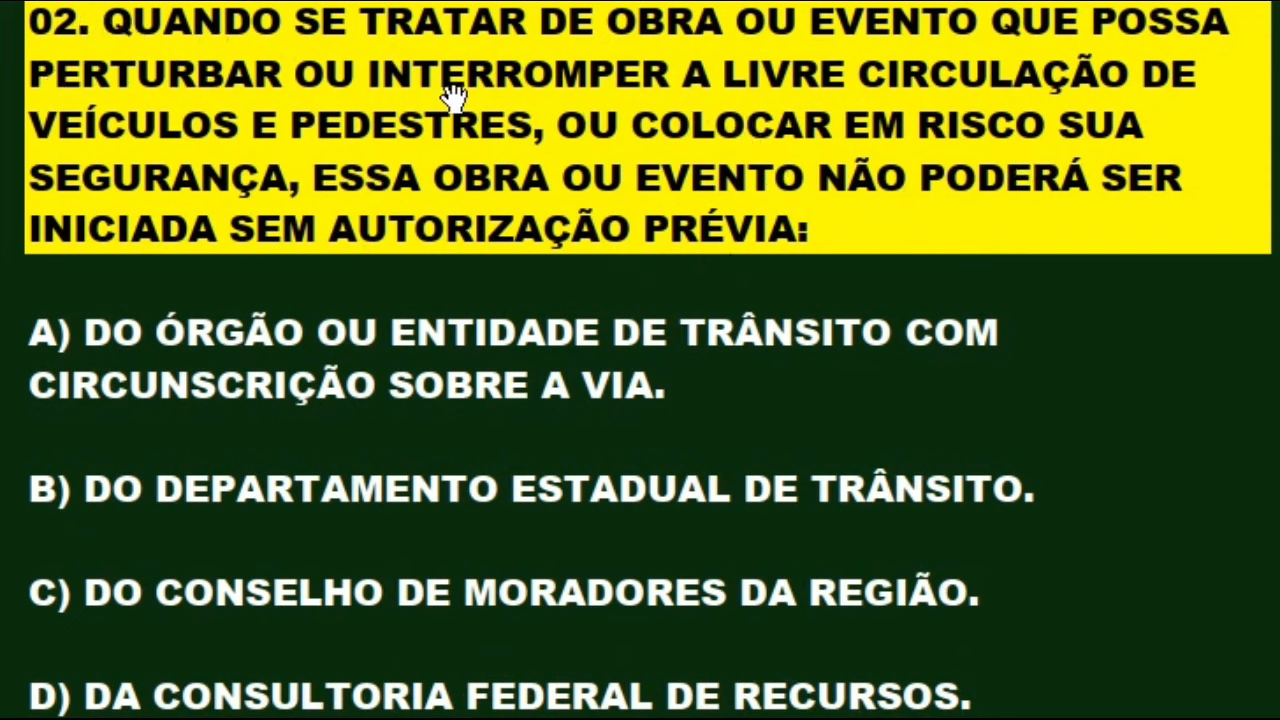 02. QUANDO SE TRATAR DE OBRA OU EVENTO QUE POSSA
PERTURBAR OU INTERROMPER A LIVRE CIRCULAÇÃO DE
VEÍCULOS E PEDESTRES, OU COLOCAR EM RISCO SUA
SEGURANÇA, ESSA OBRA OU EVENTO NÃO PODERÁ SER
INICIADA SEM AUTORIZAÇÃO PRÉVIA:
A) DO ÓRGÃO OU ENTIDADE DE TRÂNSITO COM
CIRCUNSCRIÇÃO SOBRE A VIA.
B) DO DEPARTAMENTO ESTADUAL DE TRÂNSITO.
C) DO CONSELHO DE MORADORES DA REGIÃO.
D) DA CONSULTORIA FEDERAL DE RECURSOS.